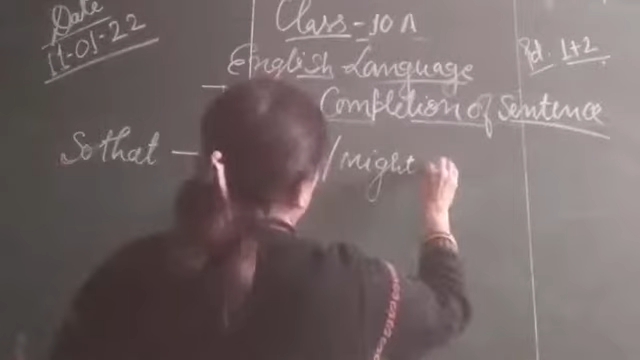 Date
11-01-22
Class-10 A
Pd. 1+2
English Language
Completion of Sentence
So that — /might